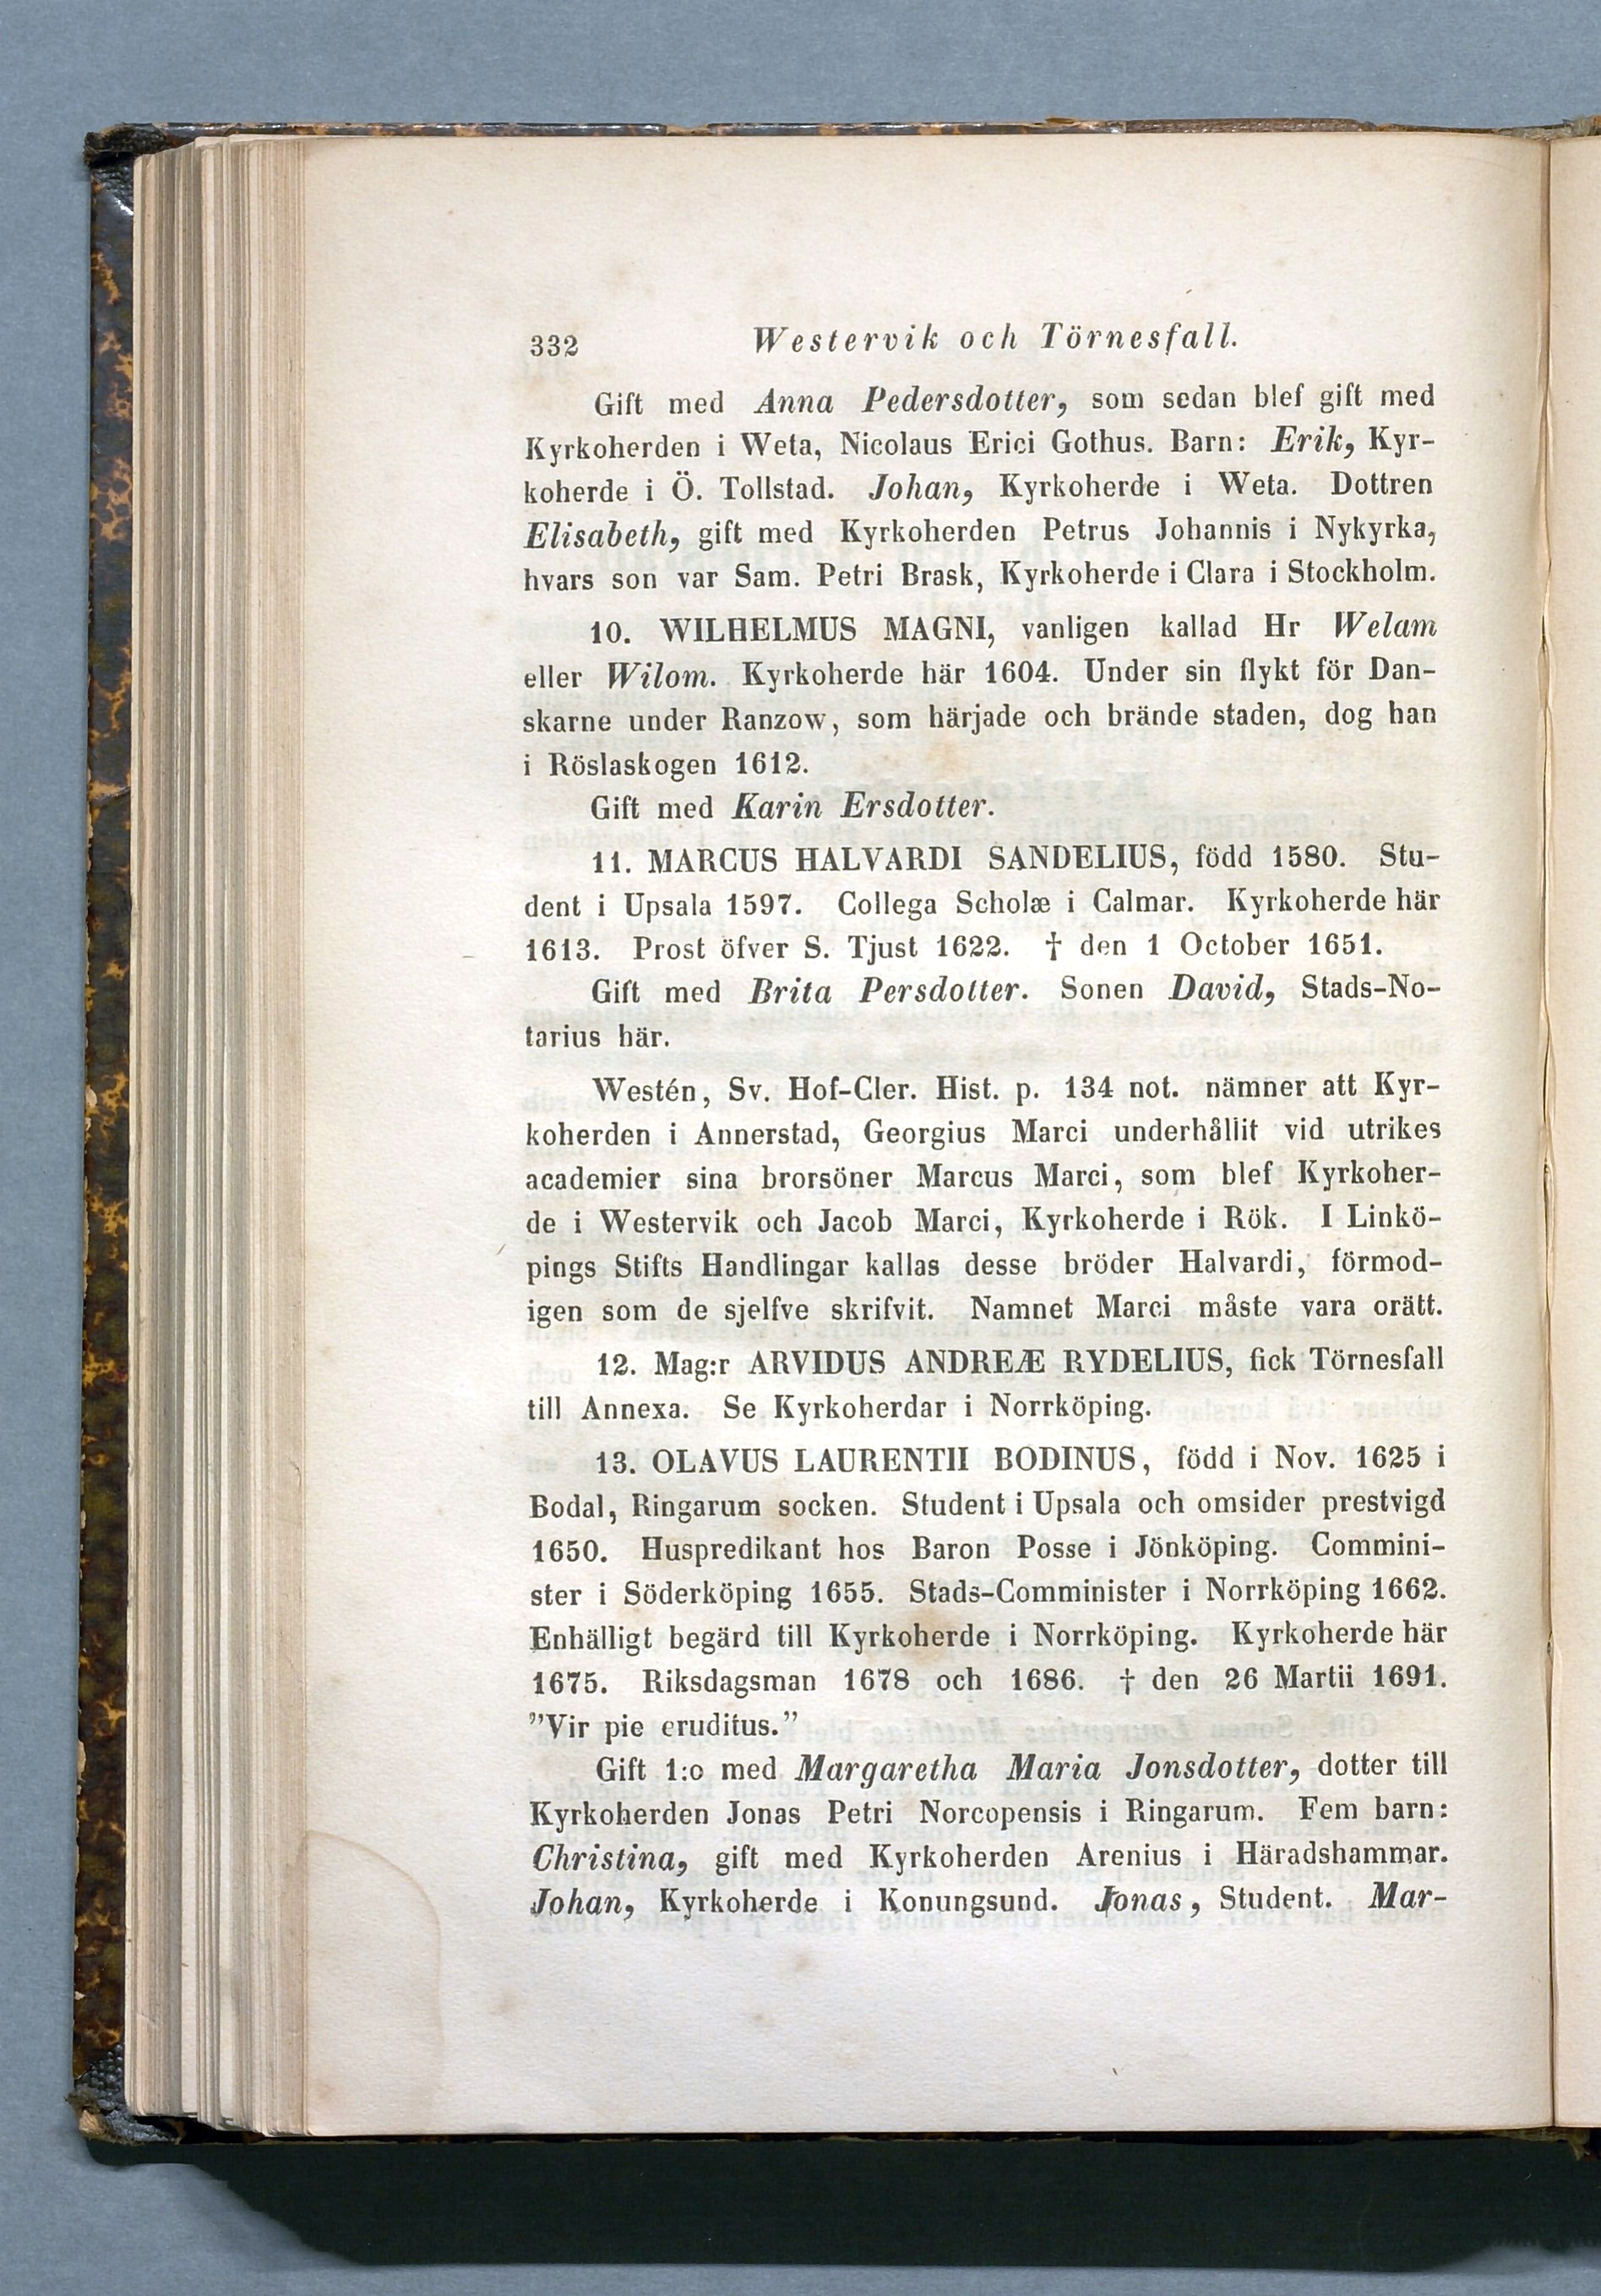 332 Westervik och Törnesfall.
Gift med Anna Pedersdotter, som sedan blef gift med
Kyrkoherden i Weta, Nicolaus Erici Gothus. Barn: Erik, Kyr-
koherde i Ö. Tollstad. Johan, Kyrkoherde i Weta. Dottren
Elisabeth, gift med Kyrkoherden Petrus Johannis i Nykyrka,
hvars son var Sam. Petri Brask, Kyrkoherde i Clara i Stockholm.
10. WILHELMUS MAGNI, vanligen kallad Hr Welam
eller Wilom. Kyrkoherde här 1604. Under sin flykt för Dan-
skarne under Ranzow, som härjade och brände staden, dog han
i Röslaskogen 1612.
Gift med Karin Ersdotter.
11. MARCUS HALVARDI SANDELIUS, född 1580. Stu-
dent i Upsala 1597. Collega Scholæ i Calmar. Kyrkoherde här
1613. Prost öfver S. Tjust 1622. † den 1 October 1651.
Gift med Brita Persdotter. Sonen David, Stads-No-
tarius här.
Westén, Sv. Hof-Cler. Hist. p. 134 not. nämner att Kyr-
koherden i Annerstad, Georgius Marci underhållit vid utrikes
academier sina brorsöner Marcus Marci, som blef Kyrkoher-
de i Westervik och Jacob Marci, Kyrkoherde i Rök. I Linkö-
pings Stifts Handlingar kallas desse bröder Halvardi, förmod-
igen som de sjelfve skrifvit. Namnet Marci måste vara orätt.
12. Mag:r ARVIDUS ANDREÆ RYDELIUS, fick Törnesfall
till Annexa. Se Kyrkoherdar i Norrköping.
13. OLAVUS LAURENTII BODINUS, född i Nov. 1625 i
Bodal, Ringarum socken. Student i Upsala och omsider prestvigd
1650. Huspredikant hos Baron Posse i Jönköping. Commini-
ster i Söderköping 1655. Stads-Comminister i Norrköping 1662.
Enhälligt begärd till Kyrkoherde i Norrköping. Kyrkoherde här
1675. Riksdagsman 1678 och 1686. † den 26 Martii 1691.
"Vir pie eruditus."
Gift 1:o med Margaretha Maria Jonsdotter, dotter till
Kyrkoherden Jonas Petri Norcopensis i Ringarum. Fem barn:
Christina, gift med Kyrkoherden Arenius i Häradshammar.
Johan, Kyrkoherde i Konungsund. Jonas, Student. Mar-